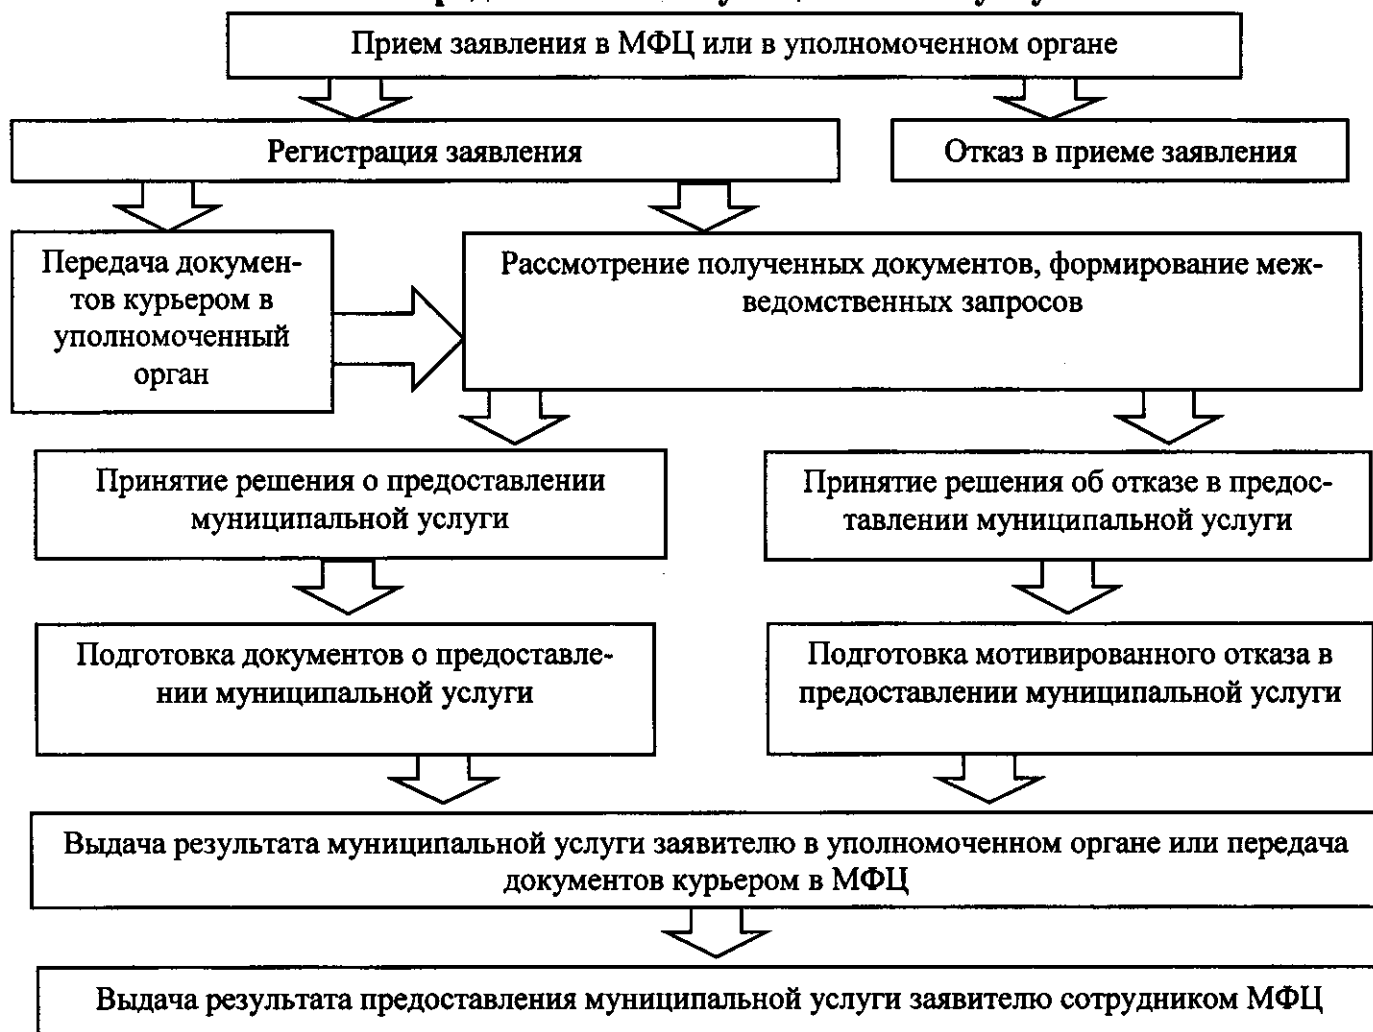 Прием заявления в МФЦ или в уполномоченном органе
Регистрация заявления
Отказ в приеме заявления
Передача докумен-
тов курьером в
уполномоченный
орган
Рассмотрение полученных документов, формирование меж-
ведомственных запросов
Принятие решения о предоставлении
муниципальной услуги
Принятие решения об отказе в предос-
тавлении муниципальной услуги
Подготовка документов о предоставле-
нии муниципальной услуги
Подготовка мотивированного отказа в
предоставлении муниципальной услуги
Выдача результата муниципальной услуги заявителю в уполномоченном органе или передача
документов курьером в МФЦ
Выдача результата предоставления муниципальной услуги заявителю сотрудником МФЦ